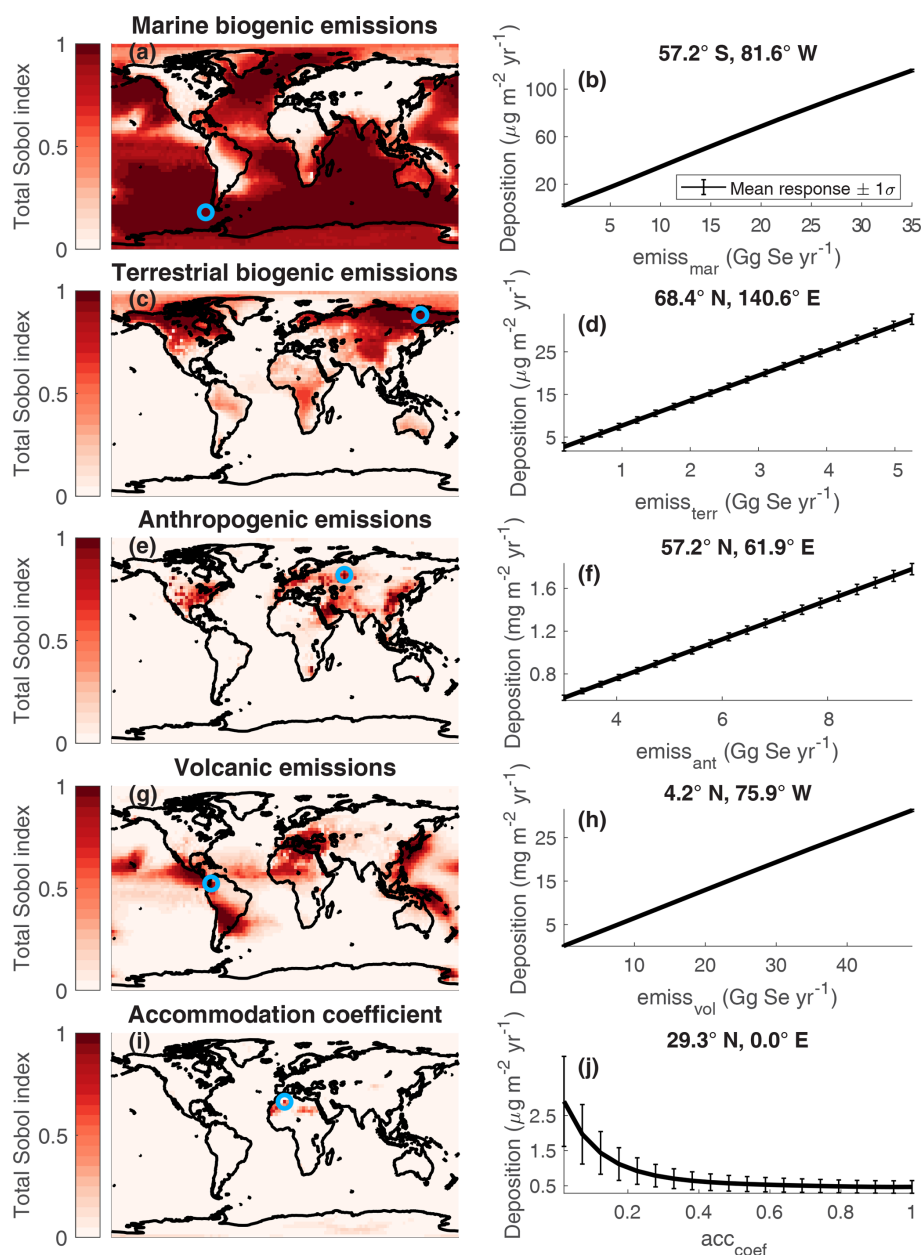 Marine biogenic emissions
(a)
1
0.5
0
Total Sobol index
57.2° S, 81.6° W
(b)
Deposition (μg m⁻² yr⁻¹)
100
60
20
Mean response ± 1σ
5 10 15 20 25 30 35
emiss_mar (Gg Se yr⁻¹)
Terrestrial biogenic emissions
(c)
1
0.5
0
Total Sobol index
68.4° N, 140.6° E
(d)
Deposition (μg m⁻² yr⁻¹)
25
15
5
1 2 3 4 5
emiss_terr (Gg Se yr⁻¹)
Anthropogenic emissions
(e)
1
0.5
0
Total Sobol index
57.2° N, 61.9° E
(f)
Deposition (mg m⁻² yr⁻¹)
1.6
1.2
0.8
4 6 8
emiss_ant (Gg Se yr⁻¹)
Volcanic emissions
(g)
1
0.5
0
Total Sobol index
4.2° N, 75.9° W
(h)
Deposition (mg m⁻² yr⁻¹)
25
15
5
10 20 30 40
emiss_vol (Gg Se yr⁻¹)
Accommodation coefficient
(i)
1
0.5
0
Total Sobol index
29.3° N, 0.0° E
(j)
Deposition (μg m⁻² yr⁻¹)
2.5
1.5
0.5
0.2 0.4 0.6 0.8 1
acc_coef